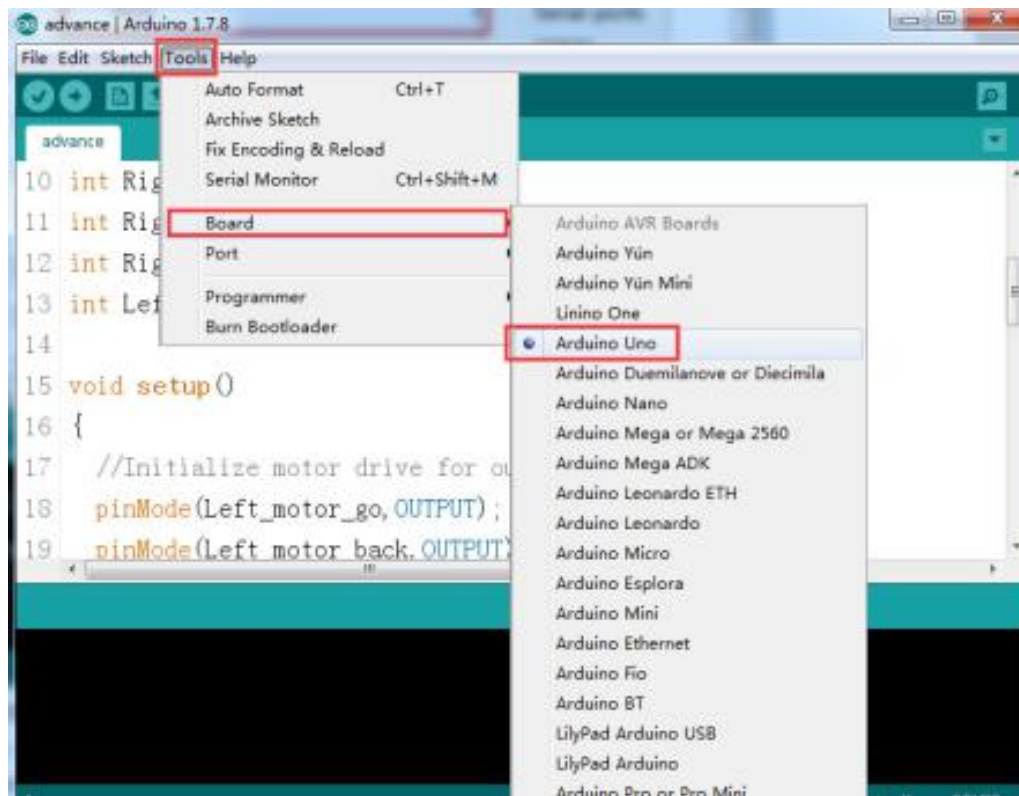 advance | Arduino 1.7.8
File Edit Sketch Tools Help
Auto Format Ctrl+T
Archive Sketch
Fix Encoding & Reload
Serial Monitor Ctrl+Shift+M
Board
Port
Programmer
Burn Bootloader
Arduino AVR Boards
Arduino Yún
Arduino Yún Mini
Linino One
Arduino Uno
Arduino Duemilanove or Diecimila
Arduino Nano
Arduino Mega or Mega 2560
Arduino Mega ADK
Arduino Leonardo ETH
Arduino Leonardo
Arduino Micro
Arduino Esplora
Arduino Mini
Arduino Ethernet
Arduino Fio
Arduino BT
LilyPad Arduino USB
LilyPad Arduino
Arduino Pro or Pro Mini
advance
10 int Rig
11 int Rig
12 int Rig
13 int Lef
14
15 void setup()
16 {
17 //Initialize motor drive for ou
18 pinMode(Left_motor_go,OUTPUT);
19 pinMode(Left_motor_back,OUTPUT)